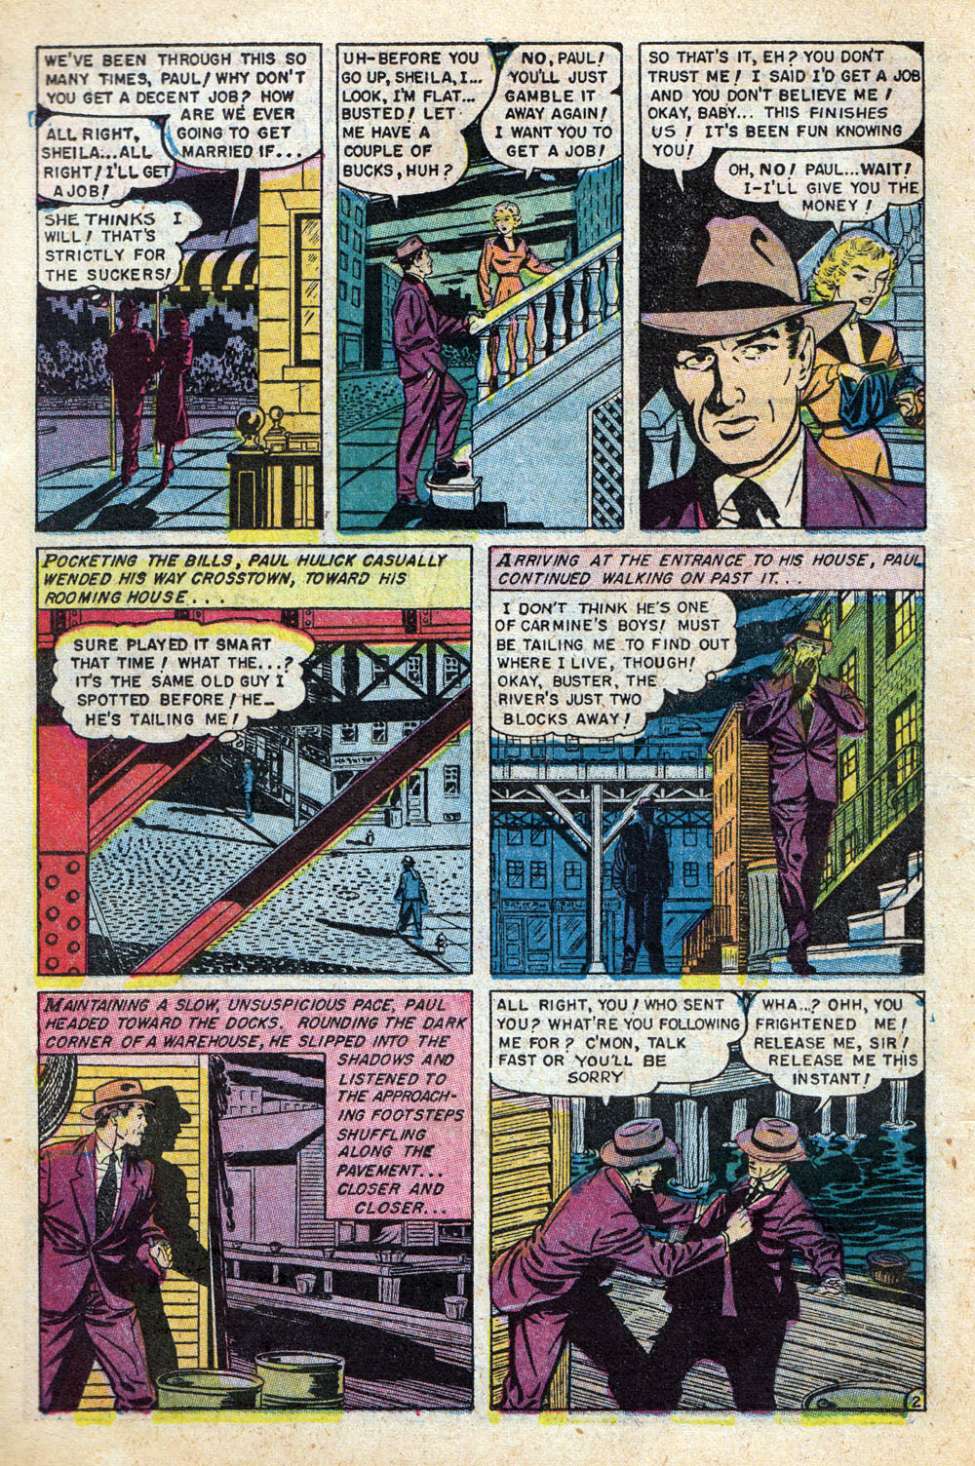 WE'VE BEEN THROUGH THIS SO
MANY TIMES, PAUL! WHY DON'T
YOU GET A DECENT JOB? HOW
ARE WE EVER
GOING TO GET
MARRIED IF...
ALL RIGHT,
SHEILA...ALL
RIGHT! I'LL GET
A JOB!
SHE THINKS I
WILL! THAT'S
STRICTLY FOR
THE SUCKERS!
UH-BEFORE YOU
GO UP, SHEILA, I...
LOOK, I'M FLAT...
BUSTED! LET
ME HAVE A
COUPLE OF
BUCKS, HUH?
NO, PAUL!
YOU'LL JUST
GAMBLE IT
AWAY AGAIN!
I WANT YOU TO
GET A JOB!
SO THAT'S IT, EH? YOU DON'T
TRUST ME! I SAID I'D GET A JOB
AND YOU DON'T BELIEVE ME!
OKAY, BABY... THIS FINISHES
US! IT'S BEEN FUN KNOWING
YOU!
OH, NO! PAUL...WAIT!
I-I'LL GIVE YOU THE
MONEY!
POCKETING THE BILLS, PAUL HULICK CASUALLY
WENDED HIS WAY CROSSTOWN, TOWARD HIS
ROOMING HOUSE...
SURE PLAYED IT SMART
THAT TIME! WHAT THE...?
IT'S THE SAME OLD GUY I
SPOTTED BEFORE! HE—
HE'S TAILING ME!
ARRIVING AT THE ENTRANCE TO HIS HOUSE, PAUL
CONTINUED WALKING ON PAST IT...
I DON'T THINK HE'S ONE
OF CARMINE'S BOYS! MUST
BE TAILING ME TO FIND OUT
WHERE I LIVE, THOUGH!
OKAY, BUSTER, THE
RIVER'S JUST TWO
BLOCKS AWAY!
MAINTAINING A SLOW, UNSUSPICIOUS PACE, PAUL
HEADED TOWARD THE DOCKS. ROUNDING THE DARK
CORNER OF A WAREHOUSE, HE SLIPPED INTO THE
SHADOWS AND
LISTENED TO
THE APPROACH-
ING FOOTSTEPS
SHUFFLING
ALONG THE
PAVEMENT...
CLOSER AND
CLOSER...
ALL RIGHT, YOU! WHO SENT
YOU? WHAT'RE YOU FOLLOWING
ME FOR? C'MON, TALK
FAST OR YOU'LL BE
SORRY
WHA...? OHH, YOU
FRIGHTENED ME!
RELEASE ME, SIR!
RELEASE ME THIS
INSTANT!
2